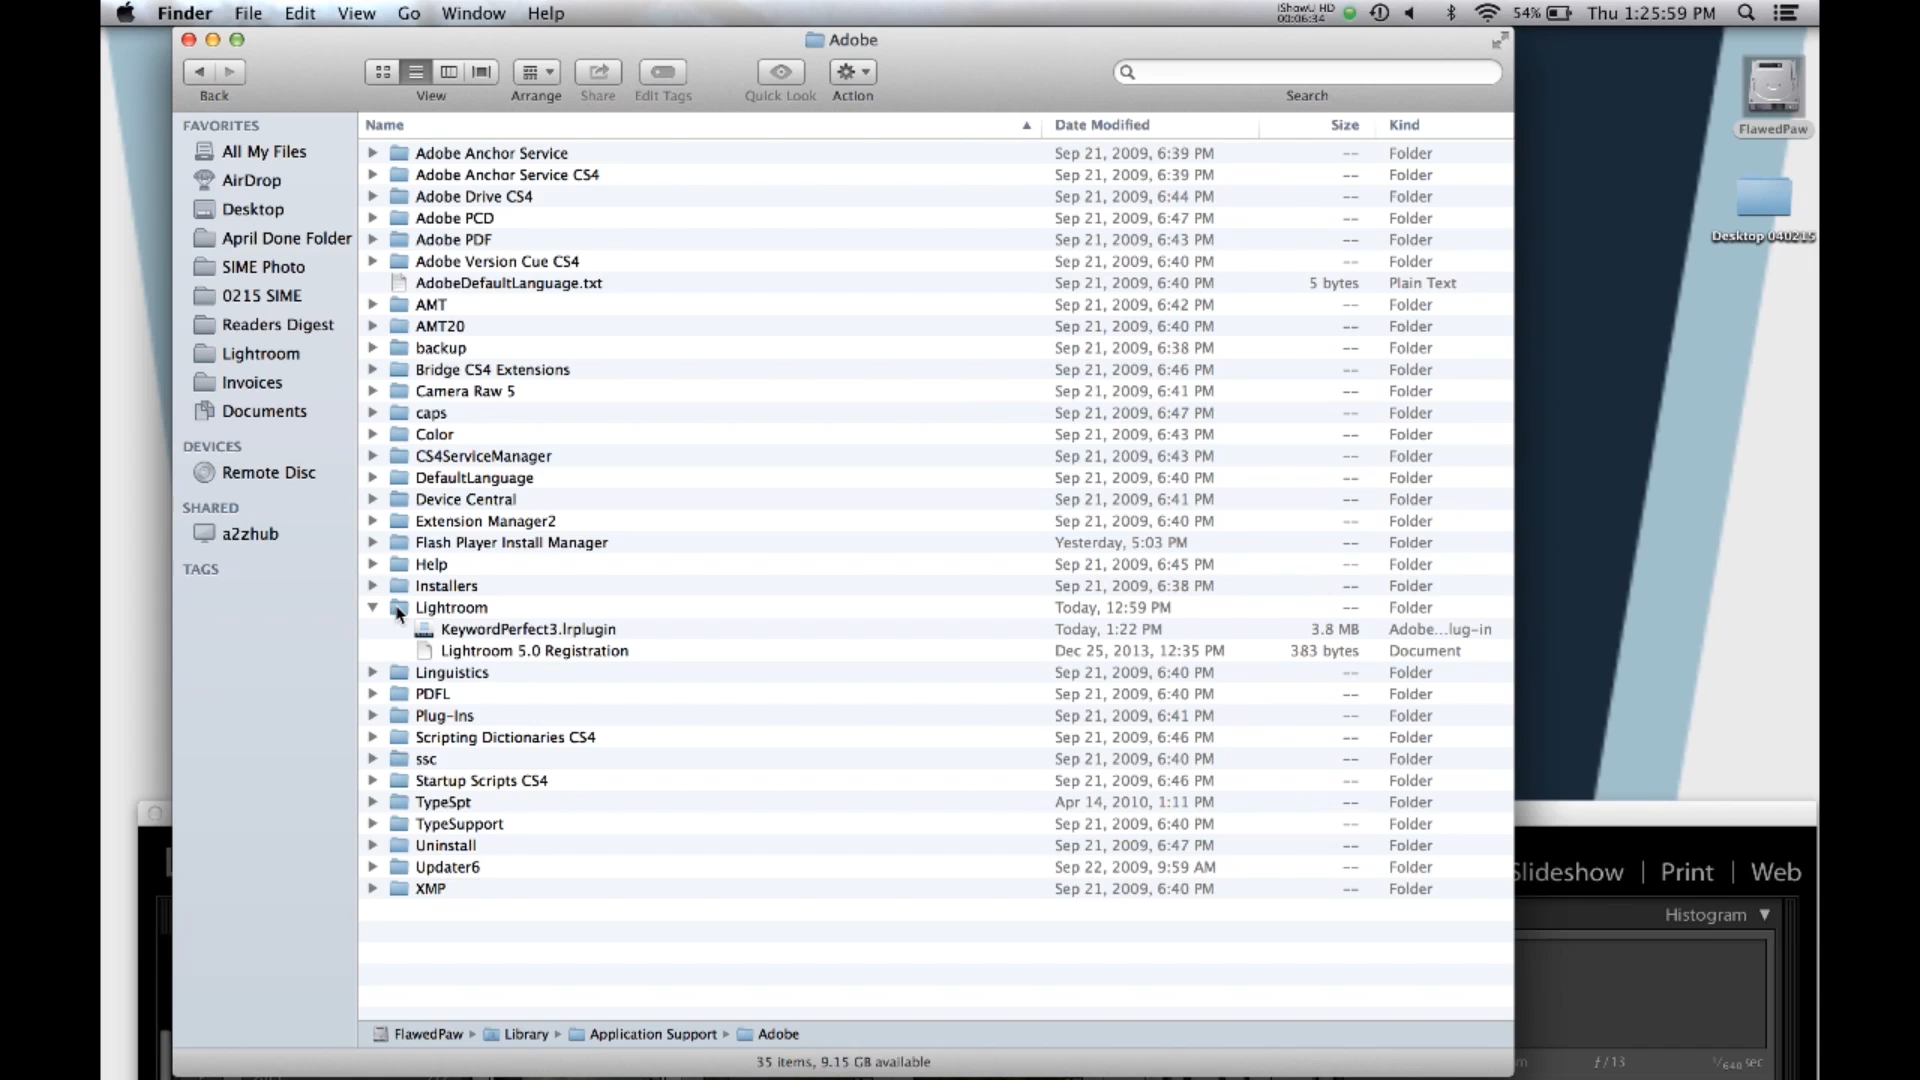 Finder File Edit View Go Window Help
iShowU HD
00:06:34
54% Thu 1:25:59 PM
Adobe
Back View Arrange Share Edit Tags Quick Look Action Search
FAVORITES
All My Files
AirDrop
Desktop
April Done Folder
SIME Photo
0215 SIME
Readers Digest
Lightroom
Invoices
Documents
DEVICES
Remote Disc
SHARED
a2zhub
TAGS
Name Date Modified Size Kind
Adobe Anchor Service Sep 21, 2009, 6:39 PM -- Folder
Adobe Anchor Service CS4 Sep 21, 2009, 6:39 PM -- Folder
Adobe Drive CS4 Sep 21, 2009, 6:44 PM -- Folder
Adobe PCD Sep 21, 2009, 6:47 PM -- Folder
Adobe PDF Sep 21, 2009, 6:43 PM -- Folder
Adobe Version Cue CS4 Sep 21, 2009, 6:40 PM -- Folder
AdobeDefaultLanguage.txt Sep 21, 2009, 6:40 PM 5 bytes Plain Text
AMT Sep 21, 2009, 6:42 PM -- Folder
AMT20 Sep 21, 2009, 6:40 PM -- Folder
backup Sep 21, 2009, 6:38 PM -- Folder
Bridge CS4 Extensions Sep 21, 2009, 6:46 PM -- Folder
Camera Raw 5 Sep 21, 2009, 6:41 PM -- Folder
caps Sep 21, 2009, 6:47 PM -- Folder
Color Sep 21, 2009, 6:43 PM -- Folder
CS4ServiceManager Sep 21, 2009, 6:43 PM -- Folder
DefaultLanguage Sep 21, 2009, 6:40 PM -- Folder
Device Central Sep 21, 2009, 6:41 PM -- Folder
Extension Manager2 Sep 21, 2009, 6:40 PM -- Folder
Flash Player Install Manager Yesterday, 5:03 PM -- Folder
Help Sep 21, 2009, 6:45 PM -- Folder
Installers Sep 21, 2009, 6:38 PM -- Folder
Lightroom Today, 12:59 PM -- Folder
KeywordPerfect3.lrplugin Today, 1:22 PM 3.8 MB Adobe...lug-in
Lightroom 5.0 Registration Dec 25, 2013, 12:35 PM 383 bytes Document
Linguistics Sep 21, 2009, 6:40 PM -- Folder
PDFL Sep 21, 2009, 6:40 PM -- Folder
Plug-Ins Sep 21, 2009, 6:41 PM -- Folder
Scripting Dictionaries CS4 Sep 21, 2009, 6:46 PM -- Folder
ssc Sep 21, 2009, 6:40 PM -- Folder
Startup Scripts CS4 Sep 21, 2009, 6:46 PM -- Folder
TypeSpt Apr 14, 2010, 1:11 PM -- Folder
TypeSupport Sep 21, 2009, 6:40 PM -- Folder
Uninstall Sep 21, 2009, 6:47 PM -- Folder
Updater6 Sep 22, 2009, 9:59 AM -- Folder
XMP Sep 21, 2009, 6:40 PM -- Folder
FlawedPaw Library Application Support Adobe
35 items, 9.15 GB available
FlawedPaw
Desktop 040215
Slideshow | Print | Web
Histogram
f / 13 1/640 sec